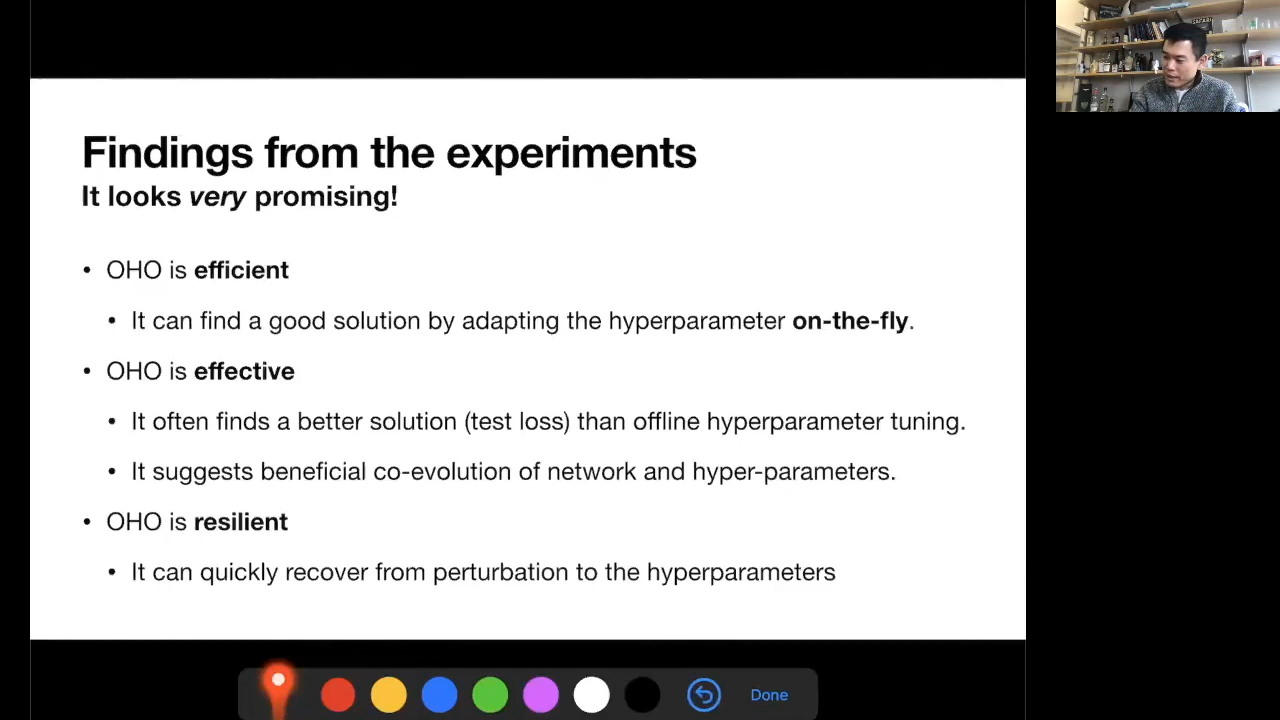 Findings from the experiments
It looks very promising!
• OHO is efficient
• It can find a good solution by adapting the hyperparameter on-the-fly.
• OHO is effective
• It often finds a better solution (test loss) than offline hyperparameter tuning.
• It suggests beneficial co-evolution of network and hyper-parameters.
• OHO is resilient
• It can quickly recover from perturbation to the hyperparameters
Done